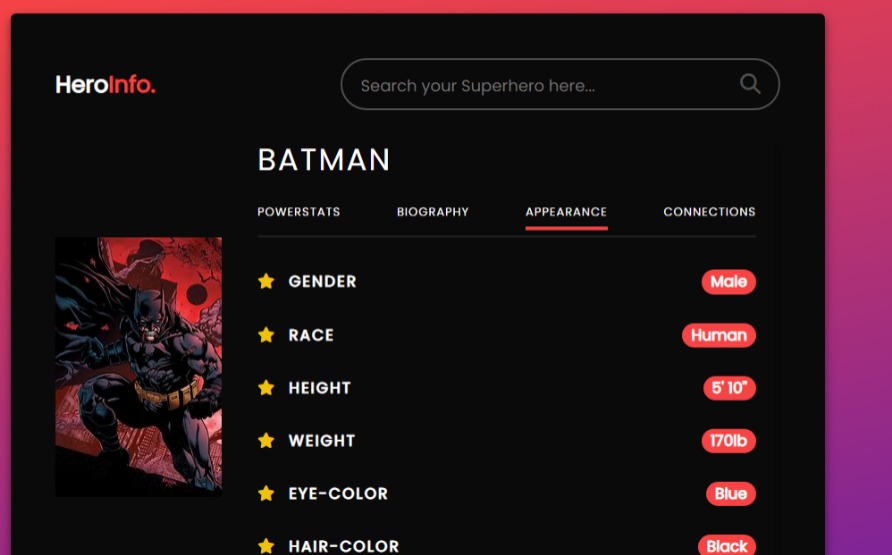 HeroInfo.
Search your Superhero here...
BATMAN
POWERSTATS BIOGRAPHY APPEARANCE CONNECTIONS
GENDER Male
RACE Human
HEIGHT 5' 10"
WEIGHT 170lb
EYE-COLOR Blue
HAIR-COLOR Black